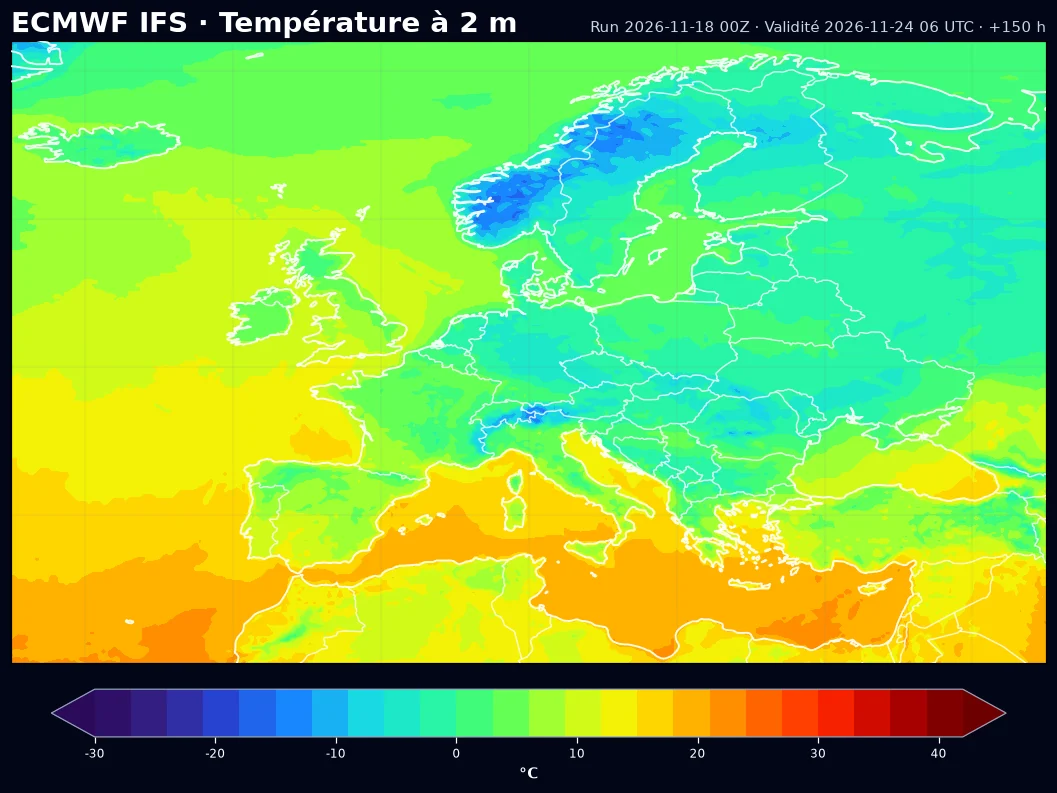 ECMWF IFS · Température à 2 m
Run 2026-11-18 00Z · Validité 2026-11-24 06 UTC · +150 h
-30 -20 -10 0 10 20 30 40
°C